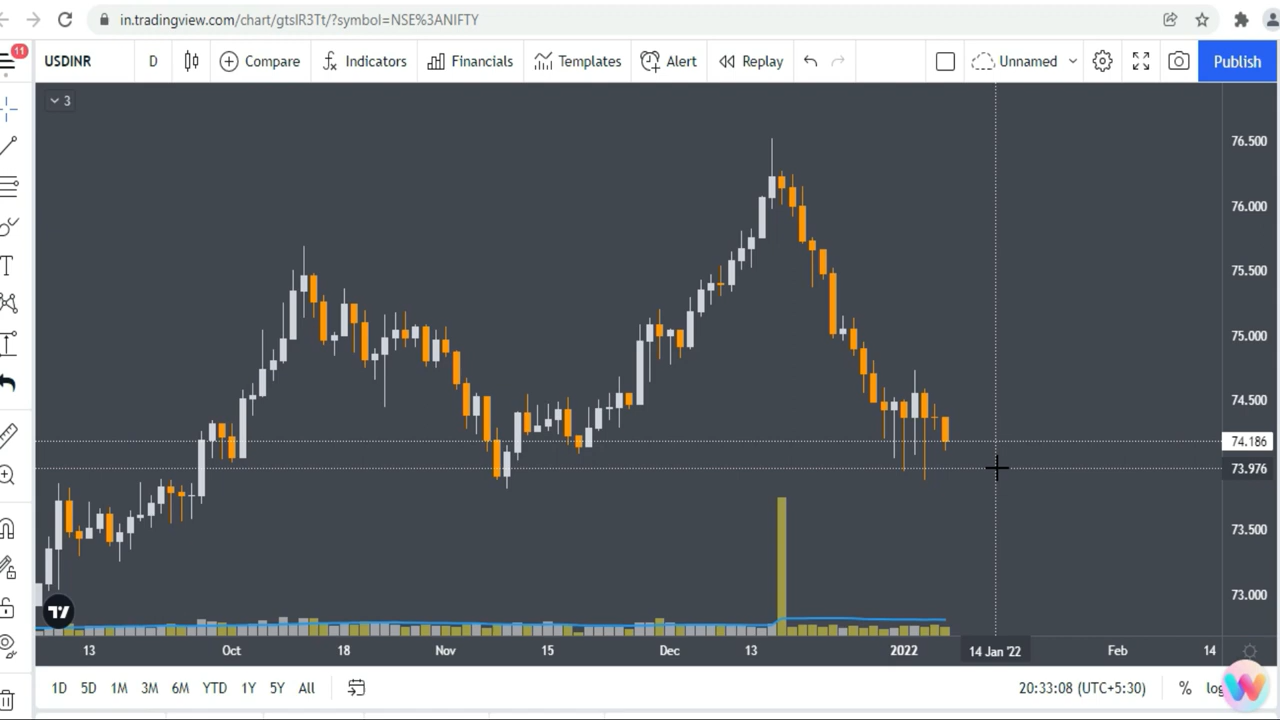 in.tradingview.com/chart/gtslR3Tt/?symbol=NSE%3ANIFTY
11
USDINR D Compare Indicators Financials Templates Alert Replay Unnamed Publish
3
76.500
76.000
75.500
75.000
74.500
74.186
73.976
73.500
73.000
13 Oct 18 Nov 15 Dec 13 2022 14 Jan '22 Feb 14
1D 5D 1M 3M 6M YTD 1Y 5Y All 20:33:08 (UTC+5:30) % log